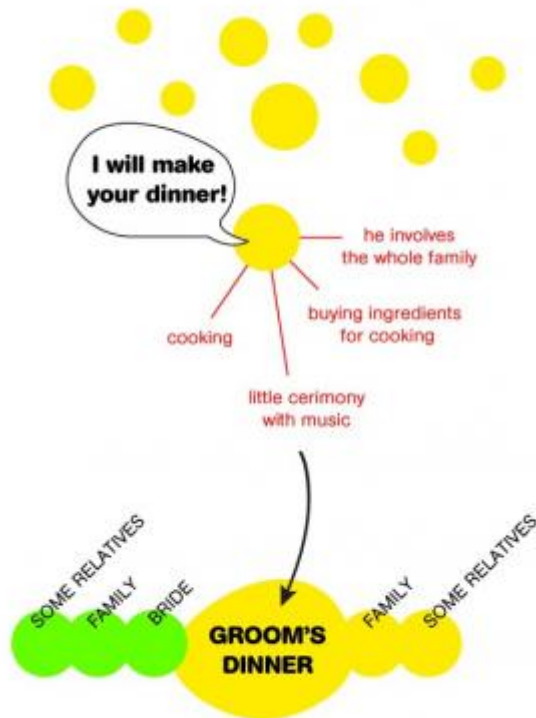 I will make
your dinner!
he involves
the whole family
buying ingredients
for cooking
cooking
little cerimony
with music
SOME RELATIVES
FAMILY
BRIDE
GROOM'S
DINNER
FAMILY
SOME RELATIVES